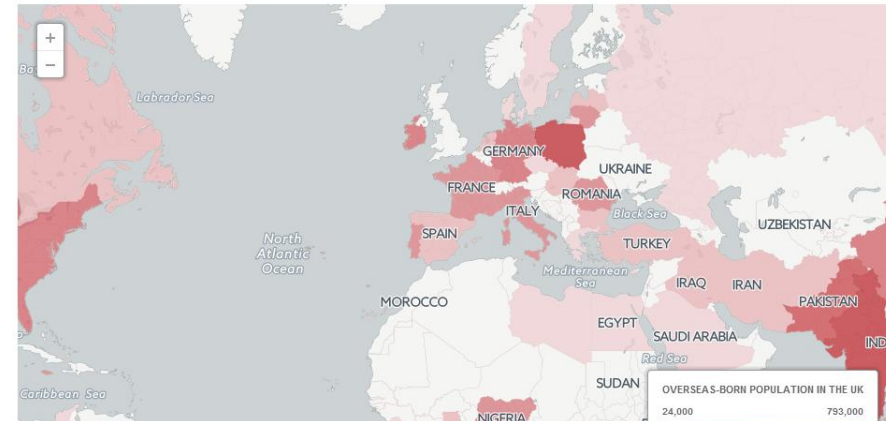 +
−
Labrador Sea
GERMANY
UKRAINE
FRANCE
ROMANIA
ITALY
Black Sea
UZBEKISTAN
SPAIN
TURKEY
North
Atlantic
Ocean
Mediterranean
Sea
IRAQ
IRAN
MOROCCO
PAKISTAN
EGYPT
SAUDI ARABIA
IND
Red Sea
SUDAN
Caribbean Sea
NIGERIA
OVERSEAS-BORN POPULATION IN THE UK
24,000 793,000